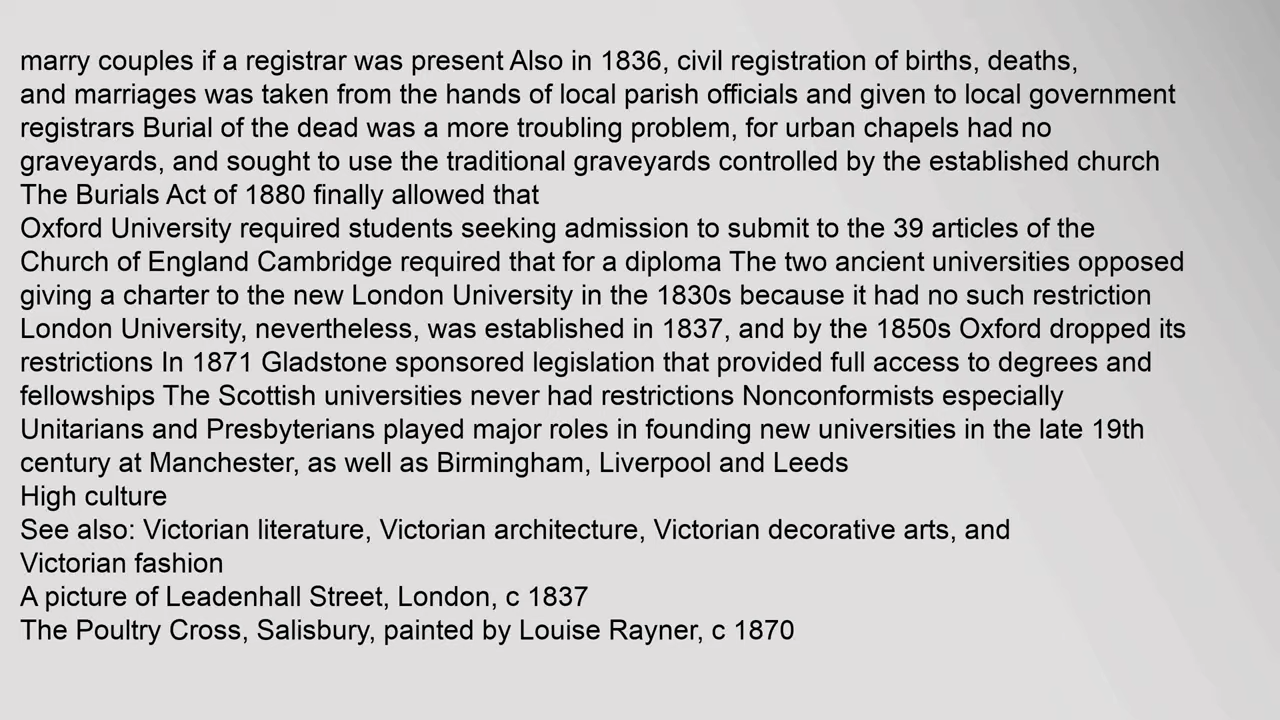 marry couples if a registrar was present Also in 1836, civil registration of births, deaths,
and marriages was taken from the hands of local parish officials and given to local government
registrars Burial of the dead was a more troubling problem, for urban chapels had no
graveyards, and sought to use the traditional graveyards controlled by the established church
The Burials Act of 1880 finally allowed that
Oxford University required students seeking admission to submit to the 39 articles of the
Church of England Cambridge required that for a diploma The two ancient universities opposed
giving a charter to the new London University in the 1830s because it had no such restriction
London University, nevertheless, was established in 1837, and by the 1850s Oxford dropped its
restrictions In 1871 Gladstone sponsored legislation that provided full access to degrees and
fellowships The Scottish universities never had restrictions Nonconformists especially
Unitarians and Presbyterians played major roles in founding new universities in the late 19th
century at Manchester, as well as Birmingham, Liverpool and Leeds
High culture
See also: Victorian literature, Victorian architecture, Victorian decorative arts, and
Victorian fashion
A picture of Leadenhall Street, London, c 1837
The Poultry Cross, Salisbury, painted by Louise Rayner, c 1870